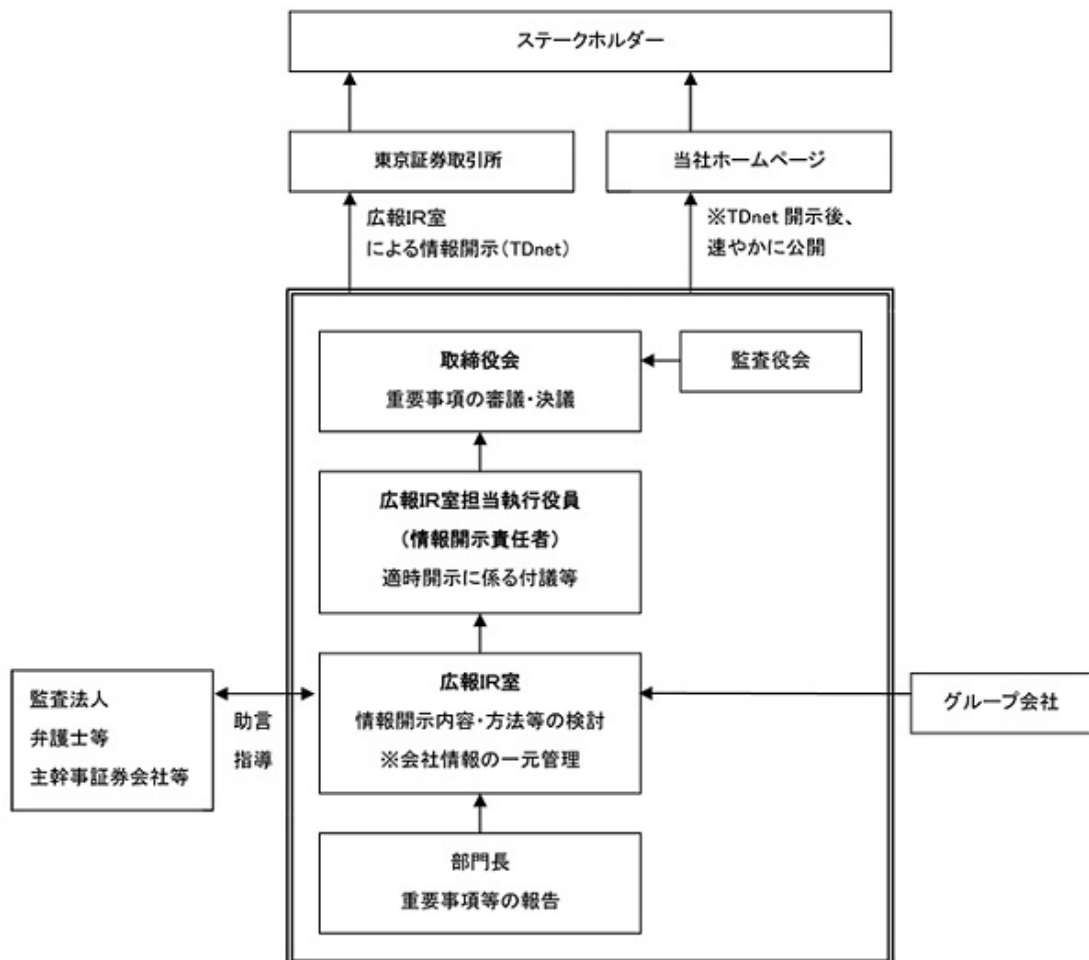 ステークホルダー
東京証券取引所
当社ホームページ
広報IR室
による情報開示(TDnet)
※TDnet 開示後、
速やかに公開
取締役会
重要事項の審議・決議
監査役会
広報IR室担当執行役員
(情報開示責任者)
適時開示に係る付議等
監査法人
弁護士等
主幹事証券会社等
助言
指導
広報IR室
情報開示内容・方法等の検討
※会社情報の一元管理
グループ会社
部門長
重要事項等の報告